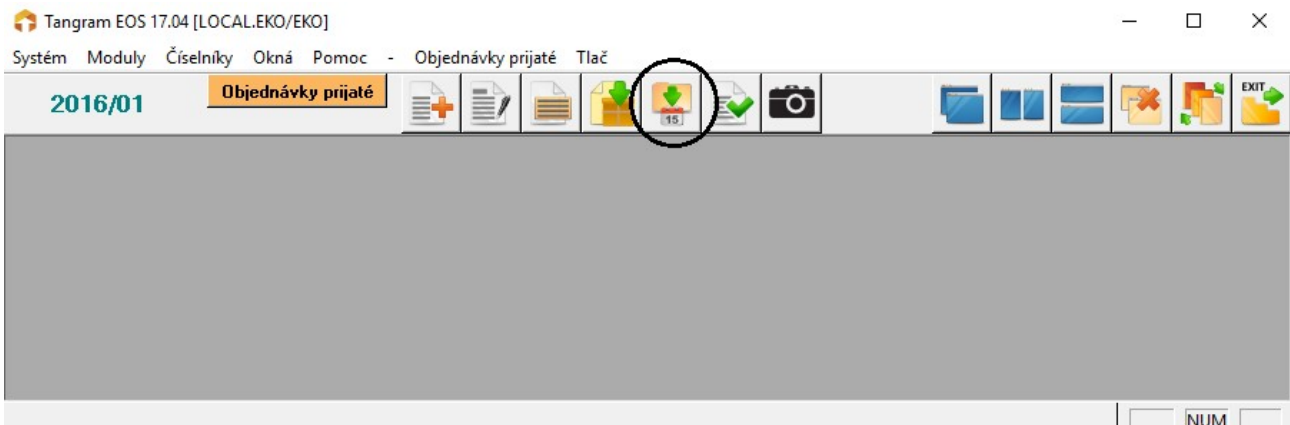 Tangram EOS 17.04 [LOCAL.EKO/EKO]
Systém Moduly Číselníky Okná Pomoc - Objednávky prijaté Tlač
2016/01 Objednávky prijaté 15 EXIT
NUM